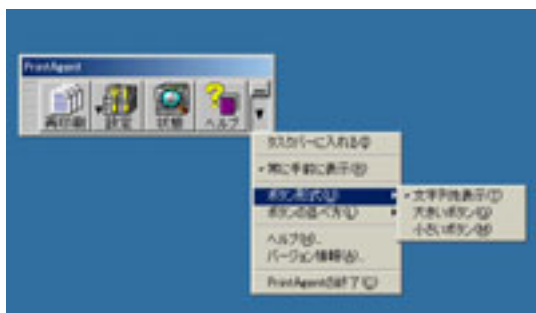 PrintAgent
再印刷 設定 状態 ヘルプ
タスクバーに入れる
常に手前に表示
ボタン形式 文字列を表示(T)
ボタンの並べ方(L) 大きいボタン
小さいボタン
ヘルプ(H)...
バージョン情報(A)...
PrintAgentを終了